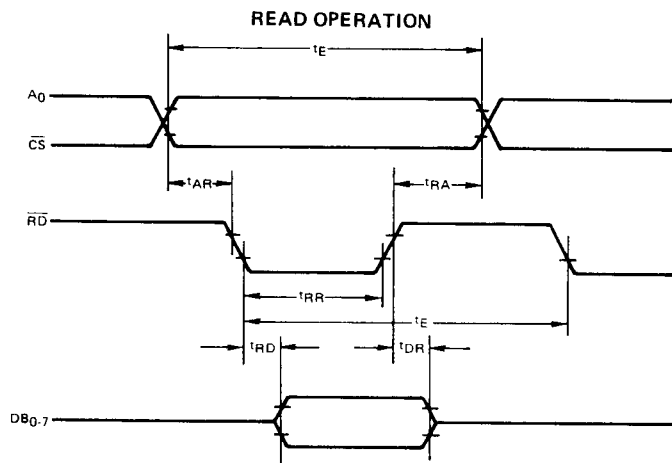 READ OPERATION
tE
A0
CS
tAR
tRA
RD
tRR
tE
tRD
tDR
DB0-7